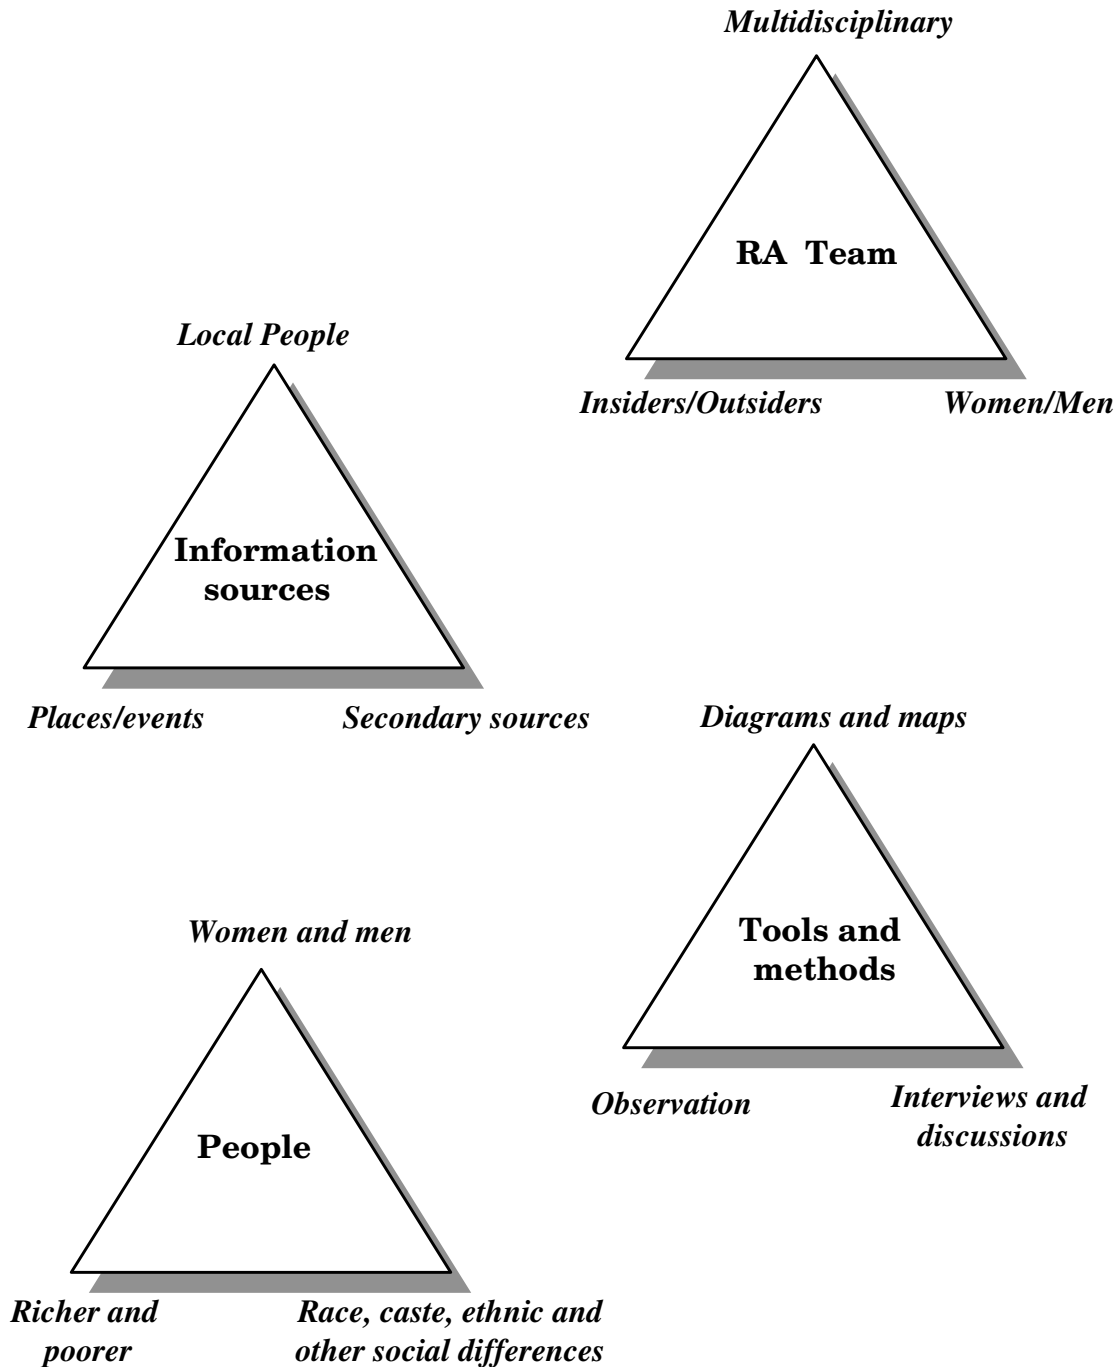 Multidisciplinary
RA Team
Insiders/Outsiders
Women/Men
Local People
Information
sources
Places/events
Secondary sources
Diagrams and maps
Tools and
methods
Observation
Interviews and
discussions
Women and men
People
Richer and
poorer
Race, caste, ethnic and
other social differences